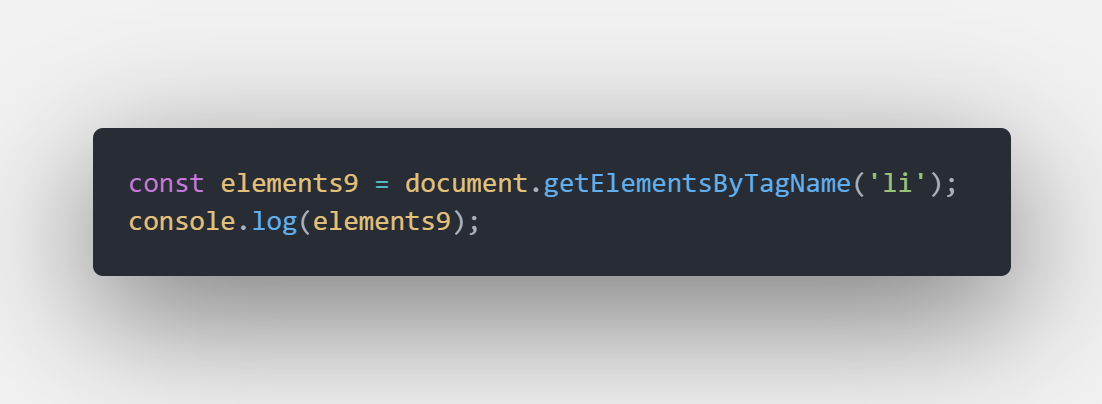 const elements9 = document.getElementsByTagName('li');
console.log(elements9);